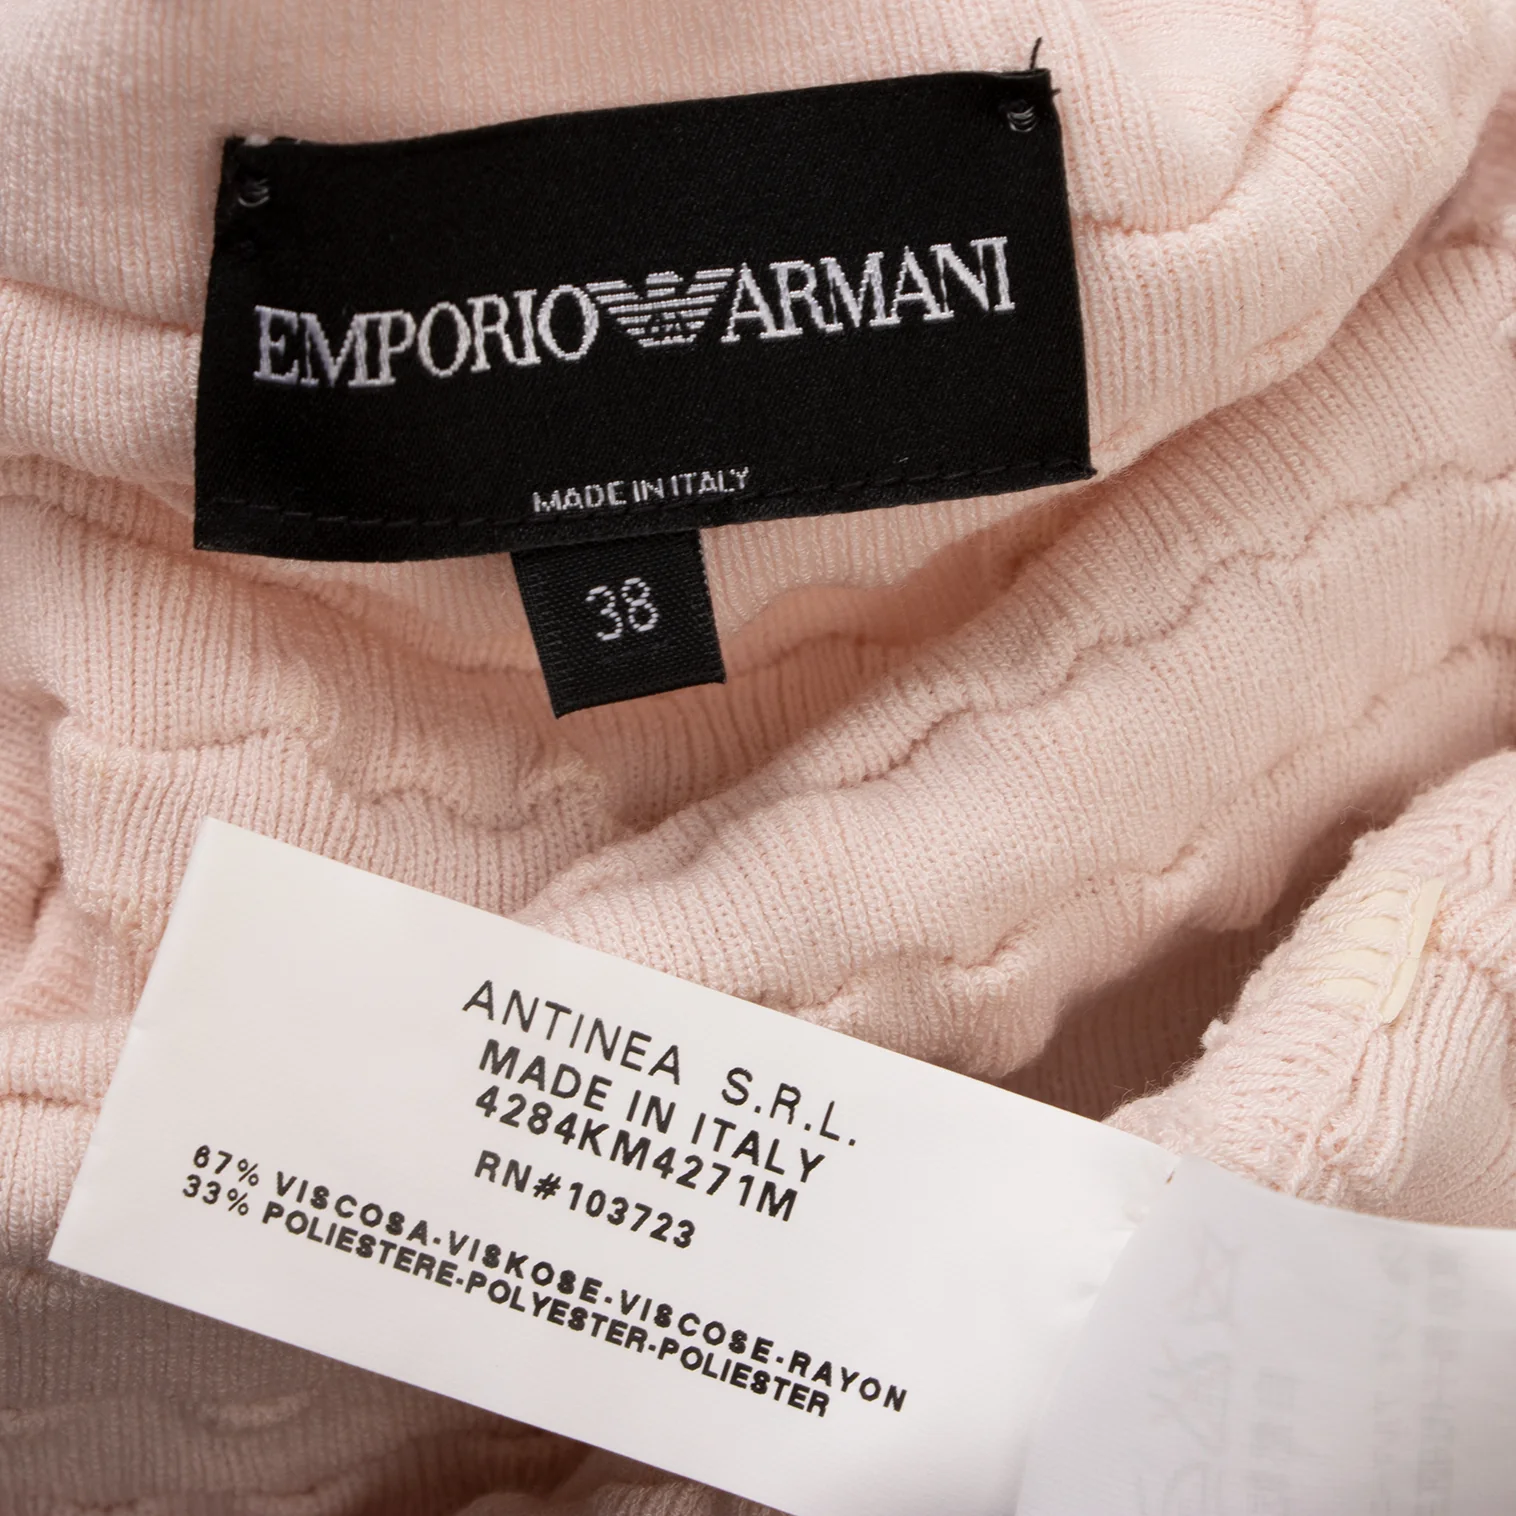 EMPORIO ARMANI
MADE IN ITALY
38
ANTINEA S.R.L.
MADE IN ITALY
4284KM4271M
RN#103723
67% VISCOSA-VISKOSE-VISCOSE-RAYON
33% POLIESTERE-POLYESTER-POLIESTER